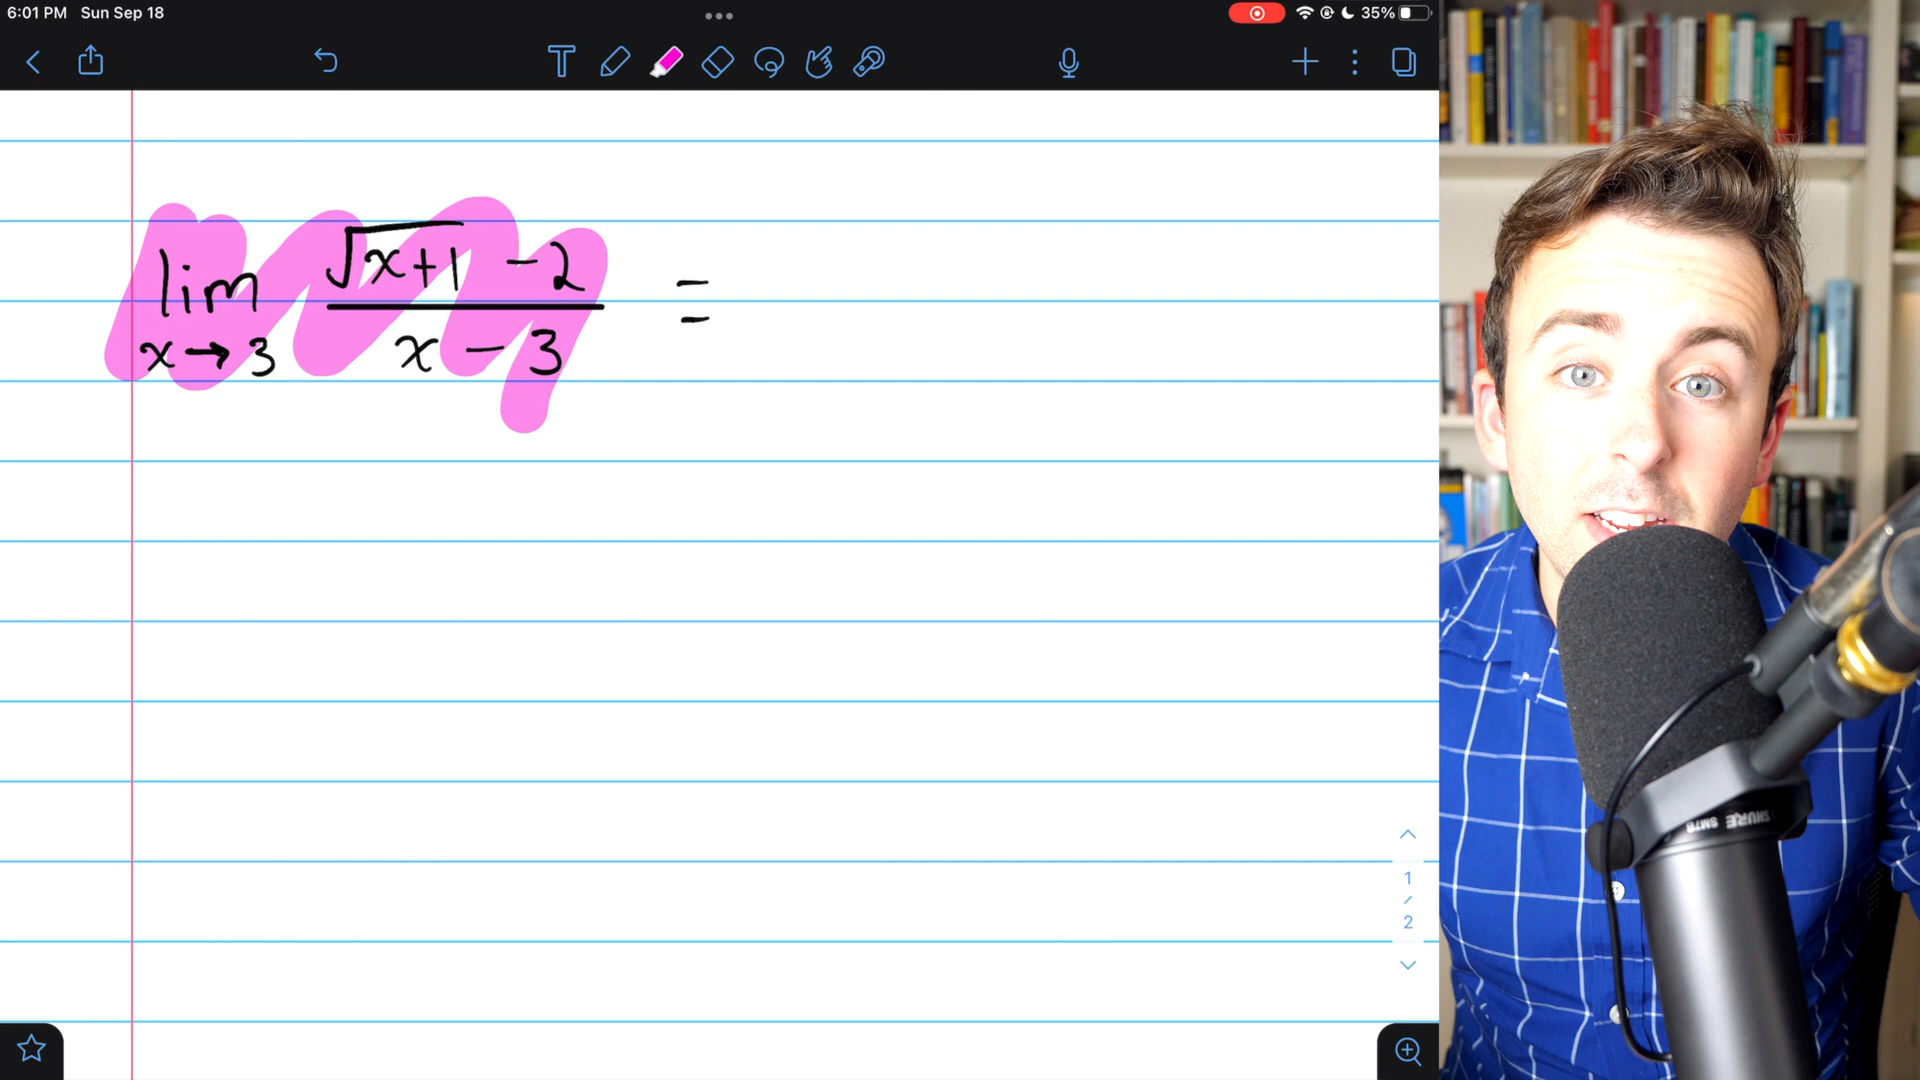 6:01 PM Sun Sep 18
35%
lim √x+1 - 2 =
x→3 x - 3
1
2
SHURE SM7B